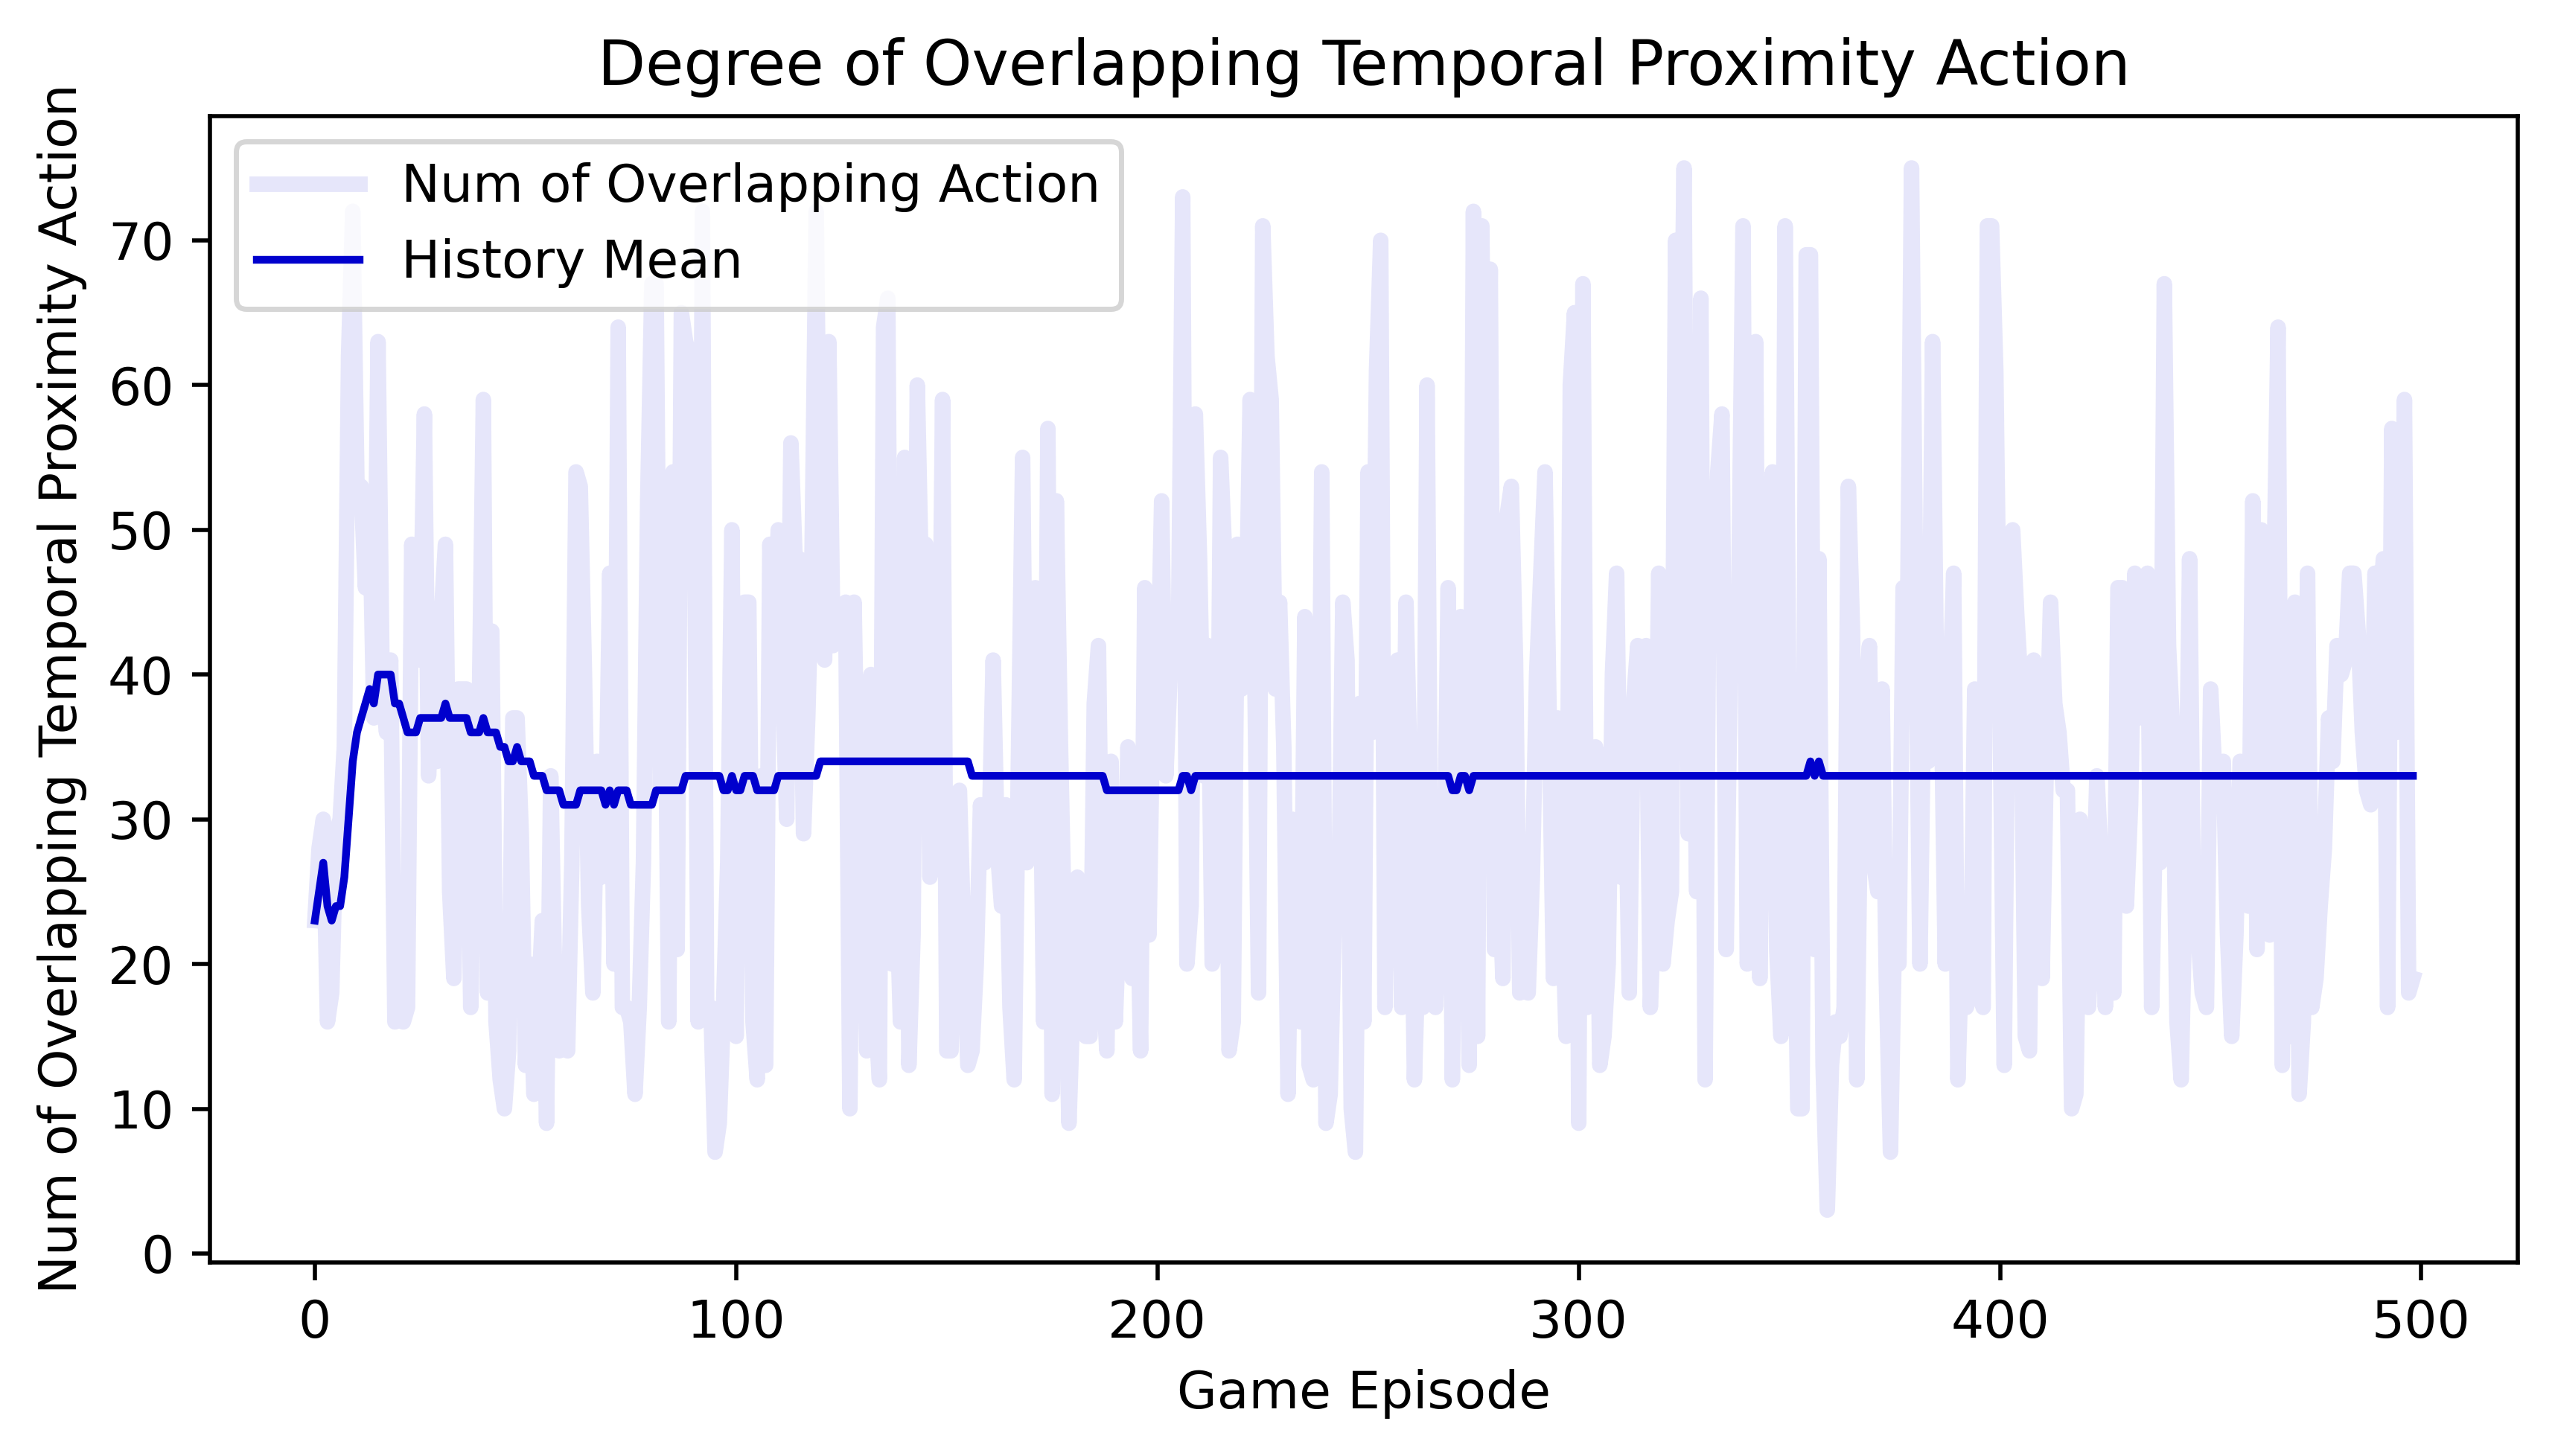 Degree of Overlapping Temporal Proximity Action
Num of Overlapping Action
History Mean
Num of Overlapping Temporal Proximity Action
70
60
50
40
30
20
10
0
0 100 200 300 400 500
Game Episode